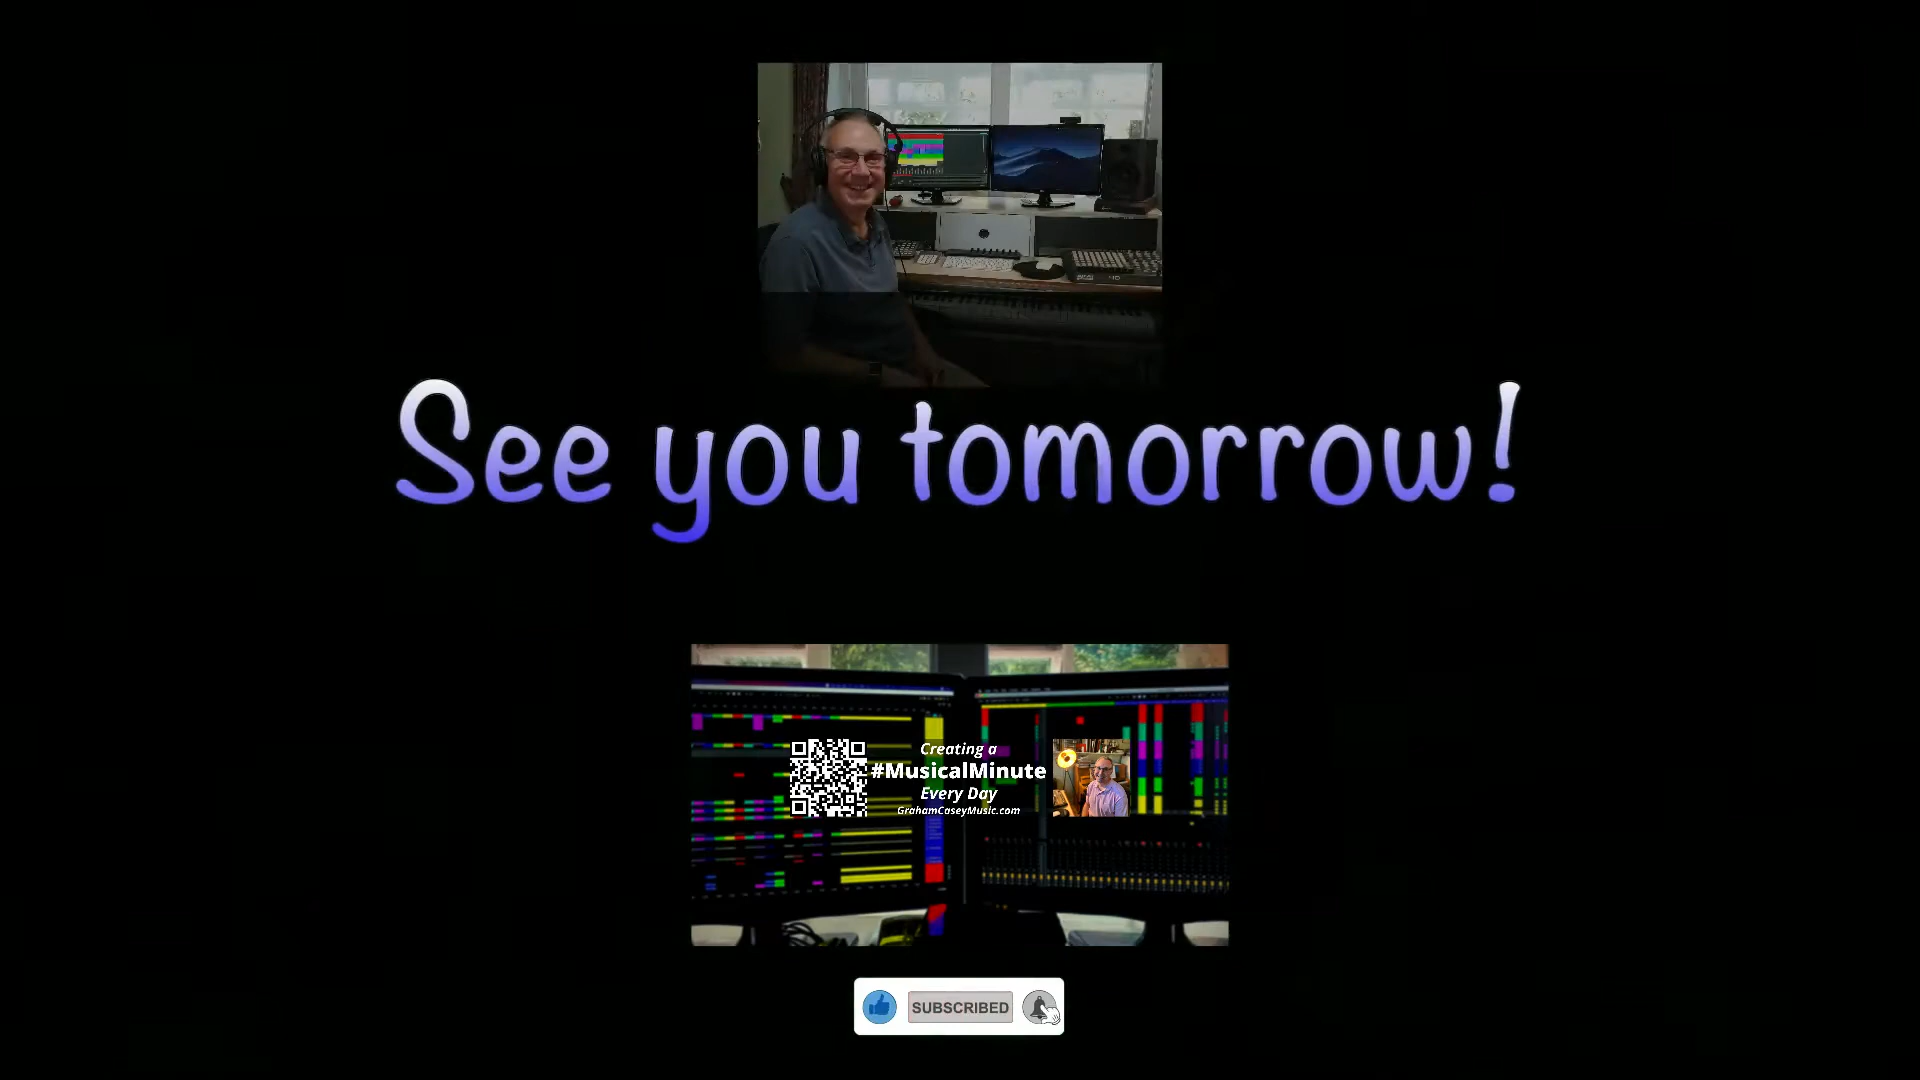 See you tomorrow!
Creating a
#MusicalMinute
Every Day
GrahamCaseyMusic.com
SUBSCRIBED